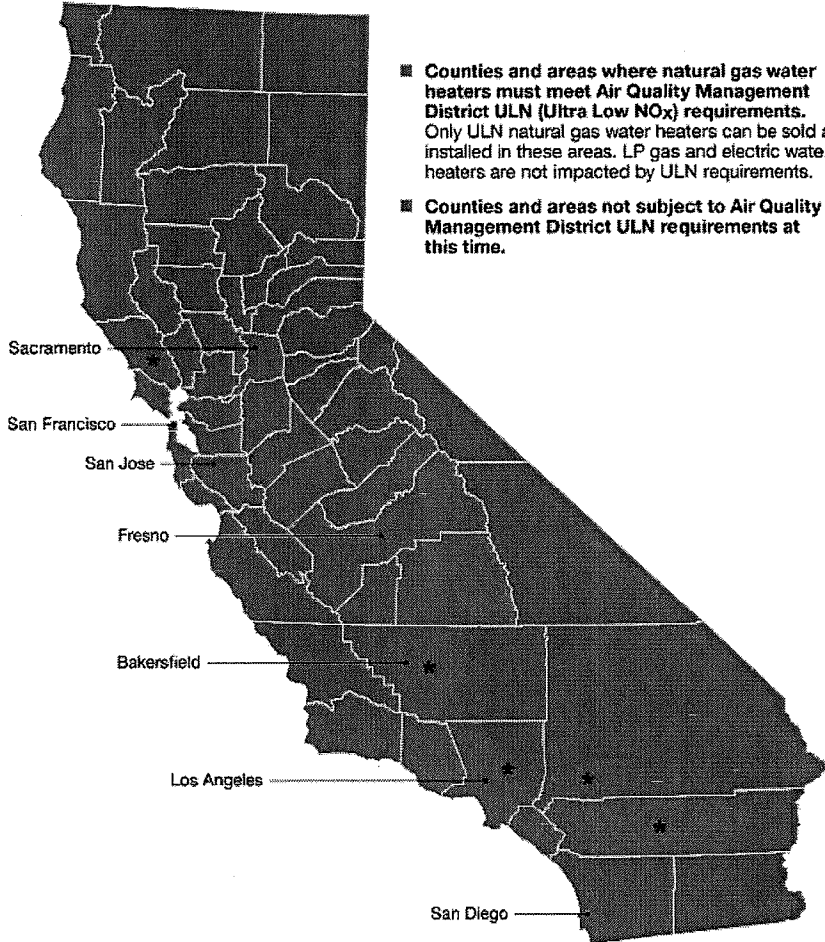 ■ Counties and areas where natural gas water
heaters must meet Air Quality Management
District ULN (Ultra Low NOx) requirements.
Only ULN natural gas water heaters can be sold a
installed in these areas. LP gas and electric wate
heaters are not impacted by ULN requirements.
■ Counties and areas not subject to Air Quality
Management District ULN requirements at
this time.
Sacramento
*
San Francisco
San Jose
Fresno
Bakersfield *
Los Angeles * *
*
San Diego